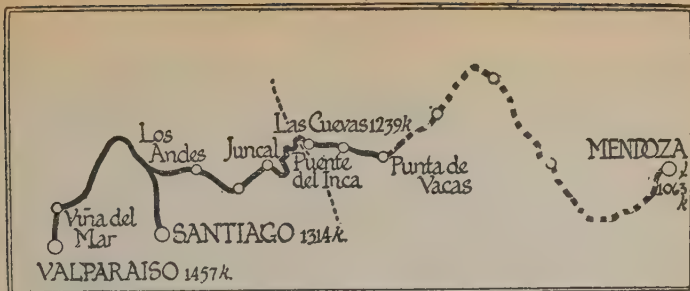 Los
Andes
Juncal
Las Cuevas 1239k
Puente
del Inca
Punta de
Vacas
MENDOZA
1063
k
Viña del
Mar
SANTIAGO 1314k.
VALPARAISO 1457k.